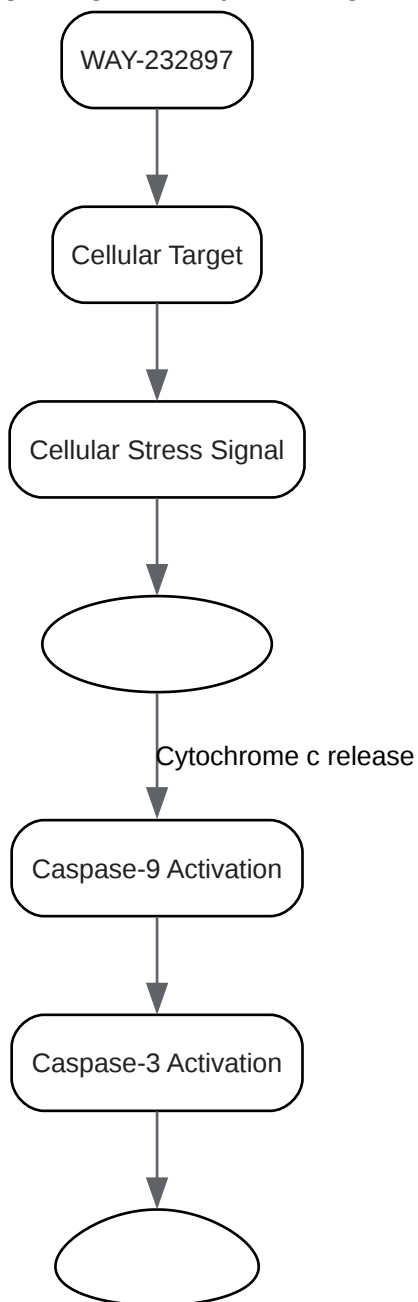 WAY-232897
Cellular Target
Cellular Stress Signal
Cytochrome c release
Caspase-9 Activation
Caspase-3 Activation